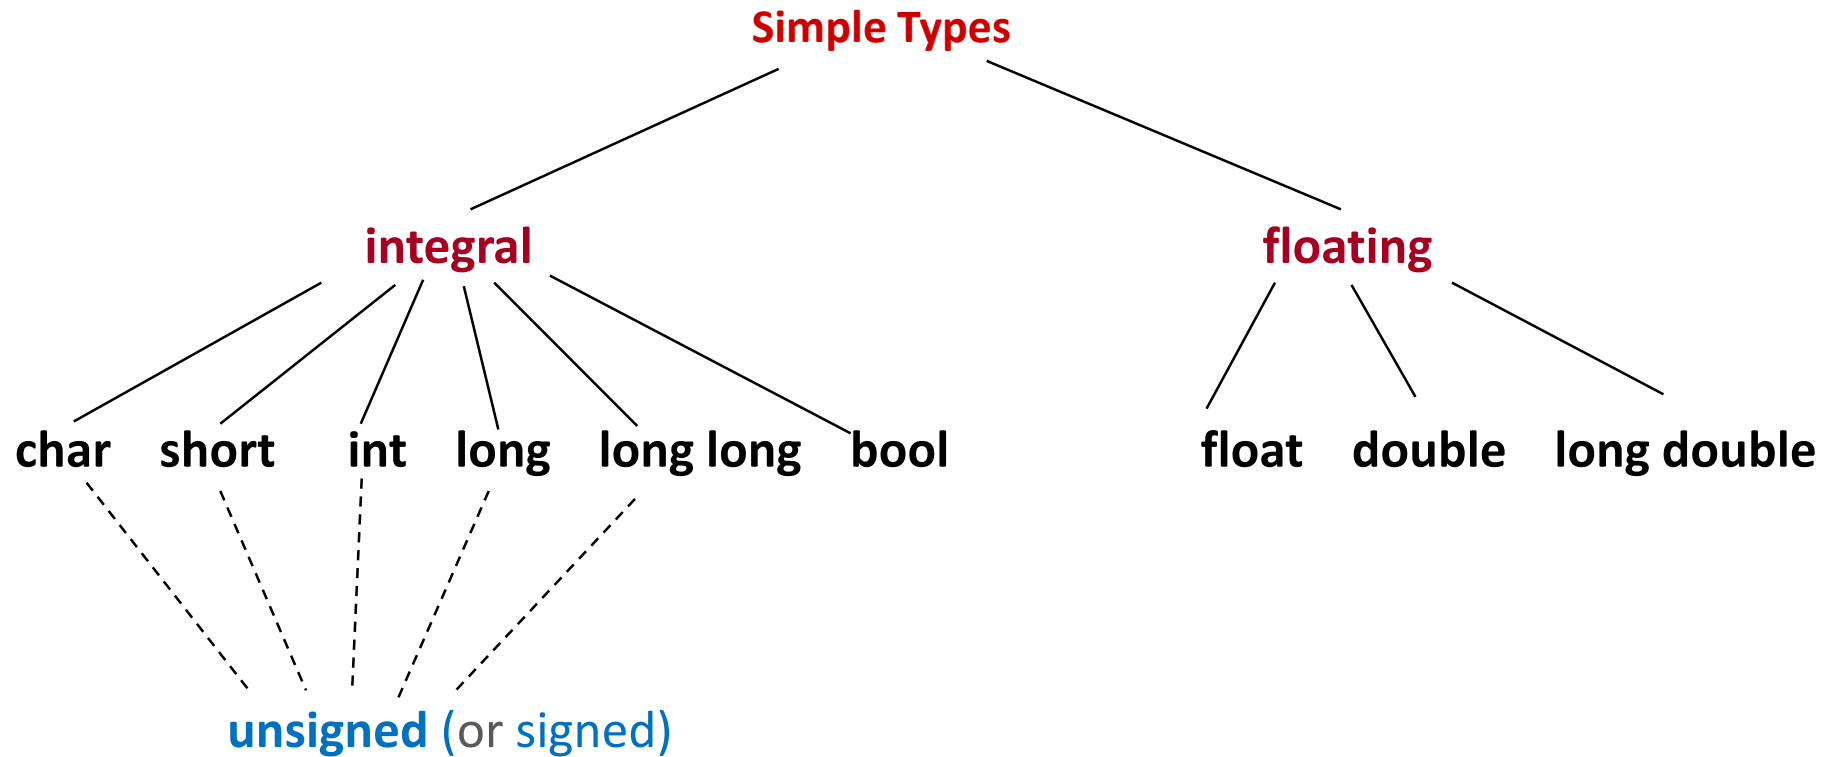 Simple Types
integral floating
char short int long long long bool float double long double
unsigned (or signed)